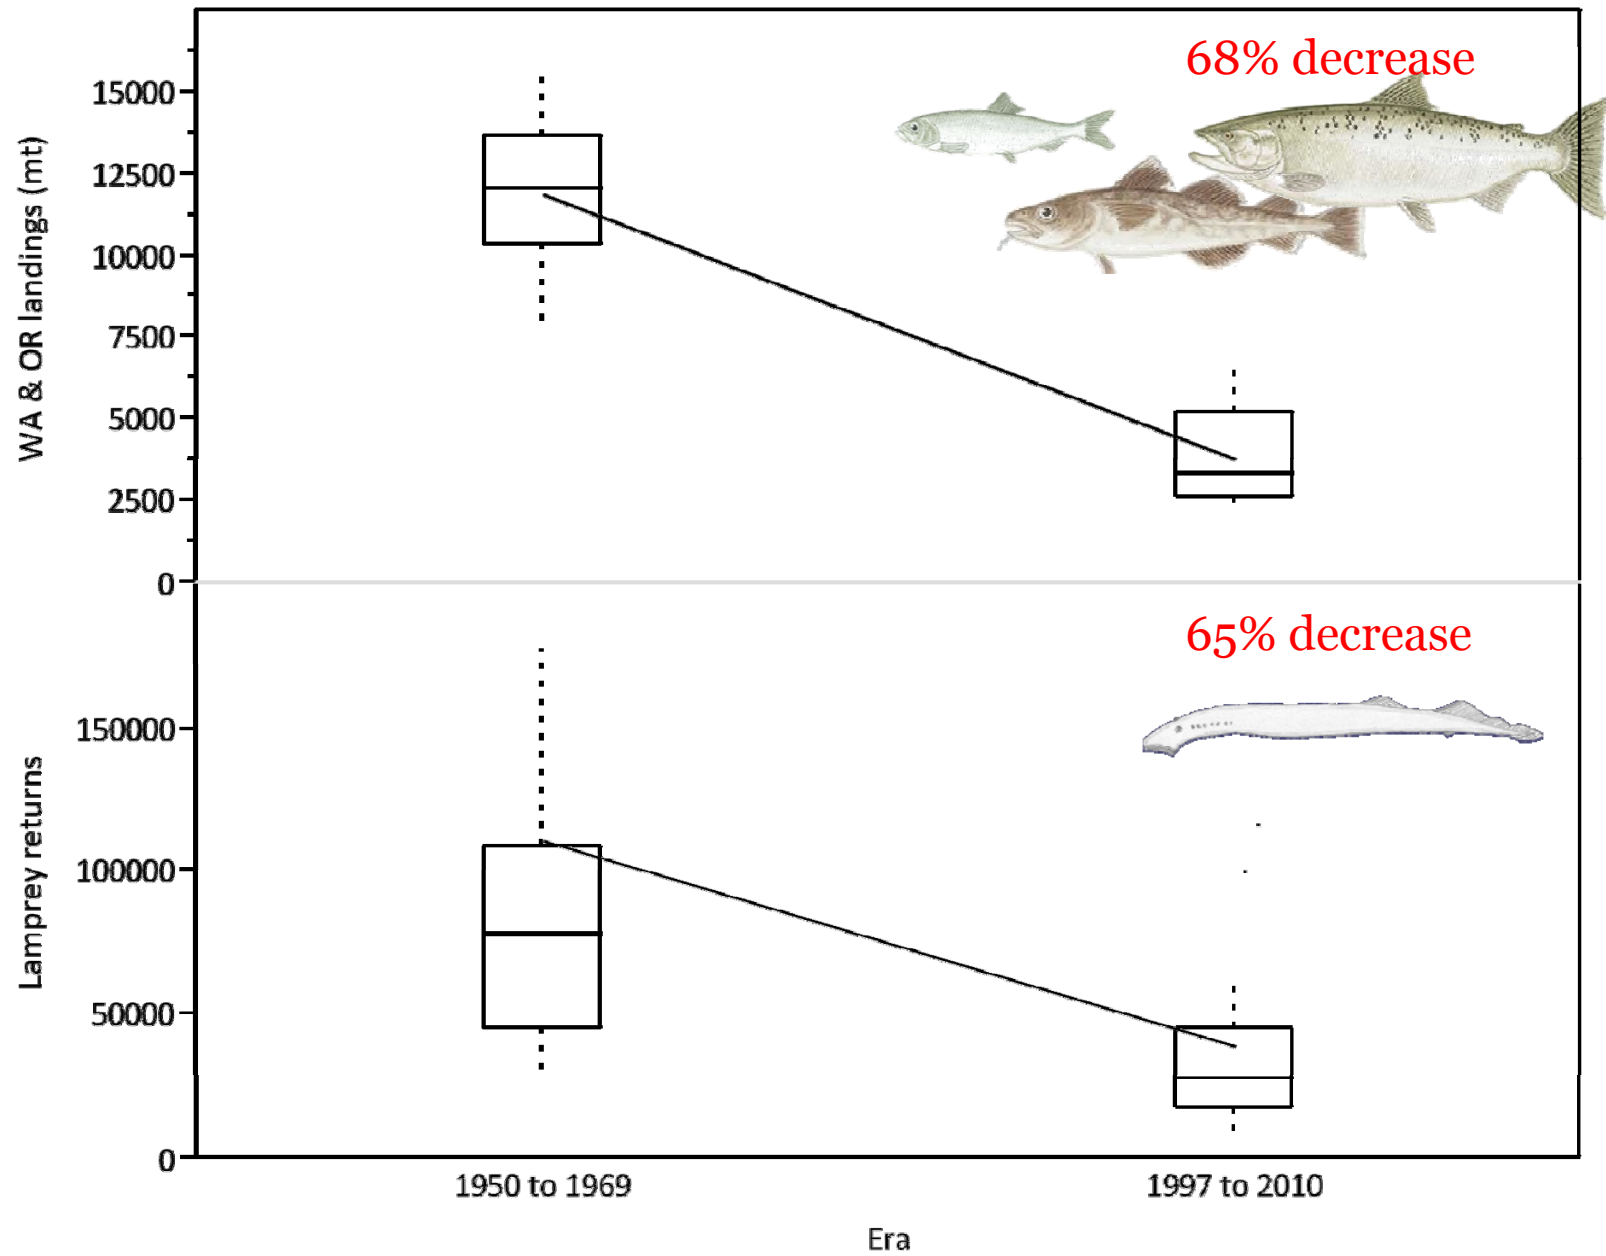 68% decrease
WA & OR landings (mt)
15000
12500
10000
7500
5000
2500
0
65% decrease
Lamprey returns
150000
100000
50000
0
1950 to 1969
1997 to 2010
Era